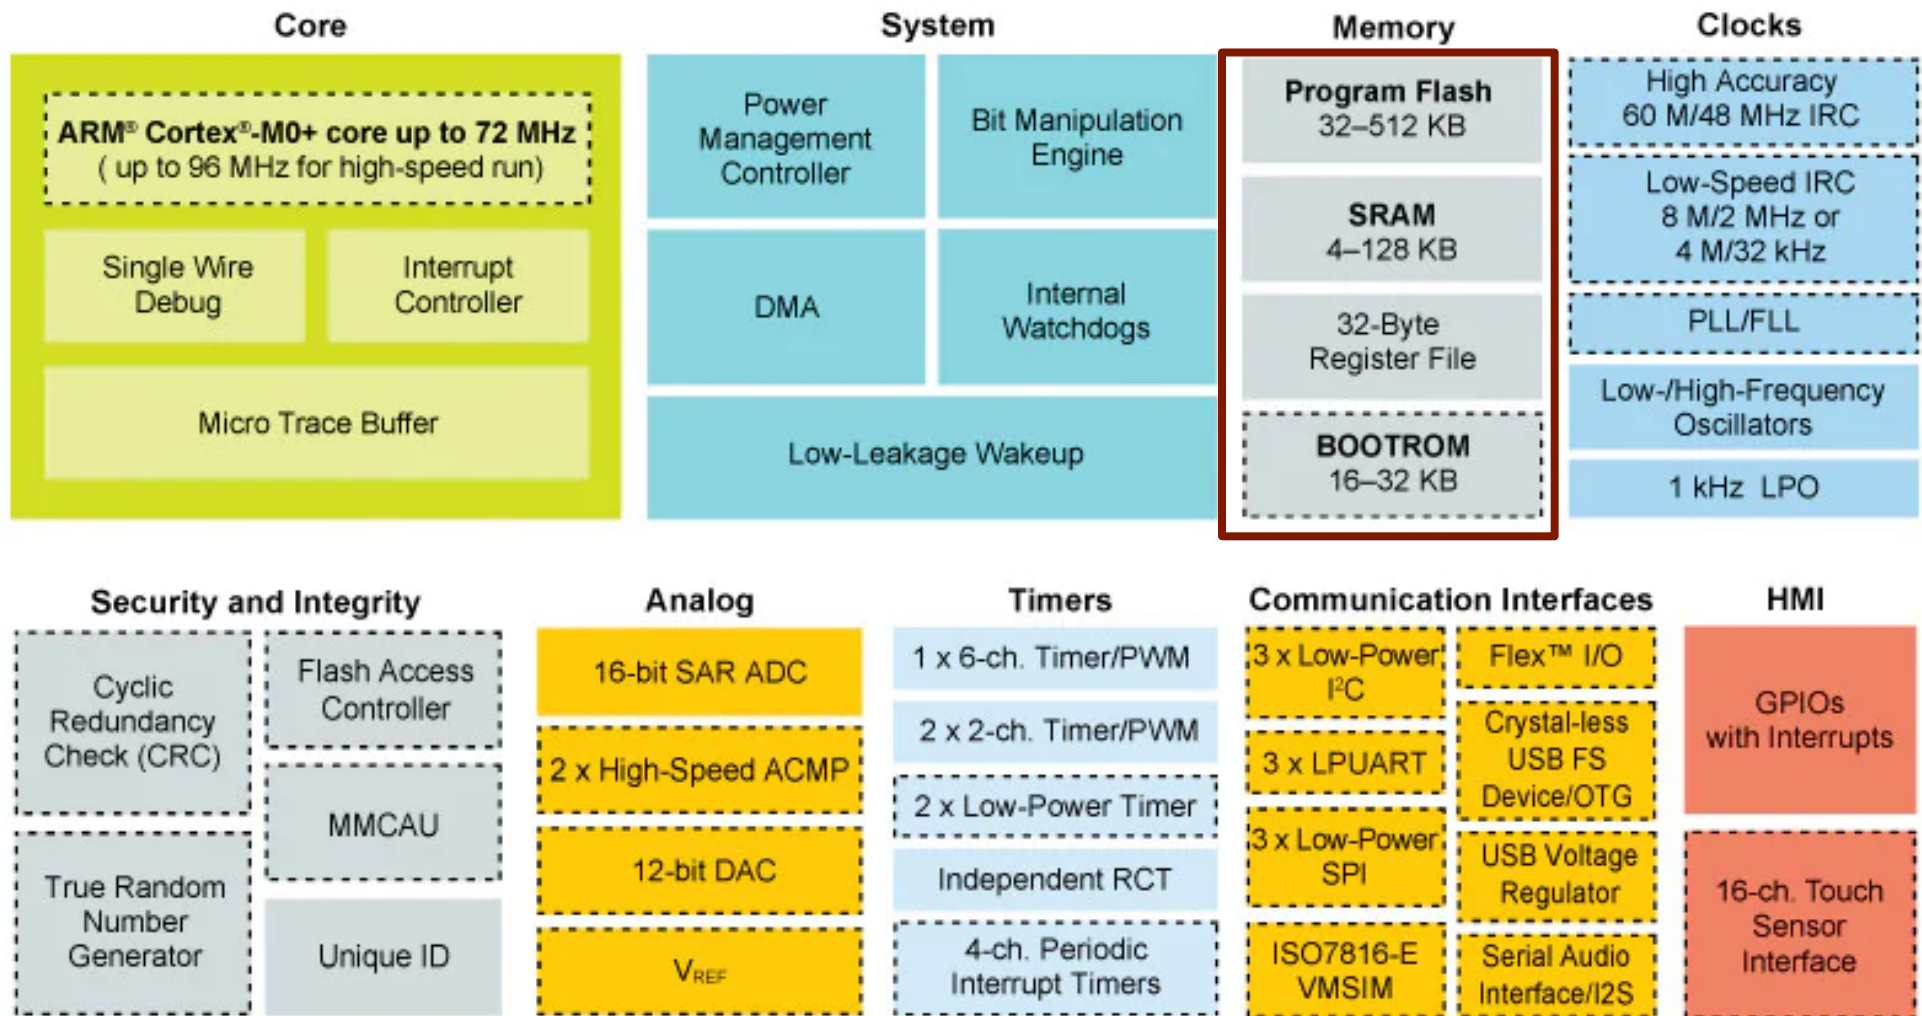 Core
ARM® Cortex®-M0+ core up to 72 MHz
( up to 96 MHz for high-speed run)
Single Wire
Debug
Interrupt
Controller
Micro Trace Buffer
System
Power
Management
Controller
Bit Manipulation
Engine
DMA
Internal
Watchdogs
Low-Leakage Wakeup
Memory
Program Flash
32–512 KB
SRAM
4–128 KB
32-Byte
Register File
BOOTROM
16–32 KB
Clocks
High Accuracy
60 M/48 MHz IRC
Low-Speed IRC
8 M/2 MHz or
4 M/32 kHz
PLL/FLL
Low-/High-Frequency
Oscillators
1 kHz LPO
Security and Integrity
Cyclic
Redundancy
Check (CRC)
True Random
Number
Generator
Flash Access
Controller
MMCAU
Unique ID
Analog
16-bit SAR ADC
2 x High-Speed ACMP
12-bit DAC
VREF
Timers
1 x 6-ch. Timer/PWM
2 x 2-ch. Timer/PWM
2 x Low-Power Timer
Independent RCT
4-ch. Periodic
Interrupt Timers
Communication Interfaces
3 x Low-Power
I²C
3 x LPUART
3 x Low-Power
SPI
ISO7816-E
VMSIM
Flex™ I/O
Crystal-less
USB FS
Device/OTG
USB Voltage
Regulator
Serial Audio
Interface/I2S
HMI
GPIOs
with Interrupts
16-ch. Touch
Sensor
Interface